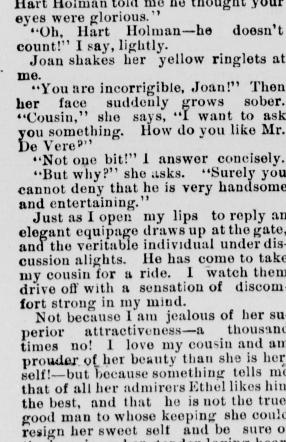 Hart Holman told me he thought your
eyes were glorious."
"Oh, Hart Holman—he doesn't
count!" I say, lightly.
Joan shakes her yellow ringlets at
me.
"You are incorrigible, Joan!" Then
her face suddenly grows sober.
"Cousin," she says, "I want to ask
you something. How do you like Mr.
De Vere?"
"Not one bit!" I answer concisely.
"But why?" she asks. "Surely you
cannot deny that he is very handsome
and entertaining."
Just as I open my lips to reply an
elegant equipage draws up at the gate,
and the veritable individual under dis-
cussion alights. He has come to take
my cousin for a ride. I watch them
drive off with a sensation of discom
fort strong in my mind.
Not because I am jealous of her su
perior attractiveness—a thousand
times no! I love my cousin and am
prouder of her beauty than she is her
self!—but because something tells me
that of all her admirers Ethel likes him
the best, and that he is not the true
good man to whose keeping she could
resign her sweet self and be sure o